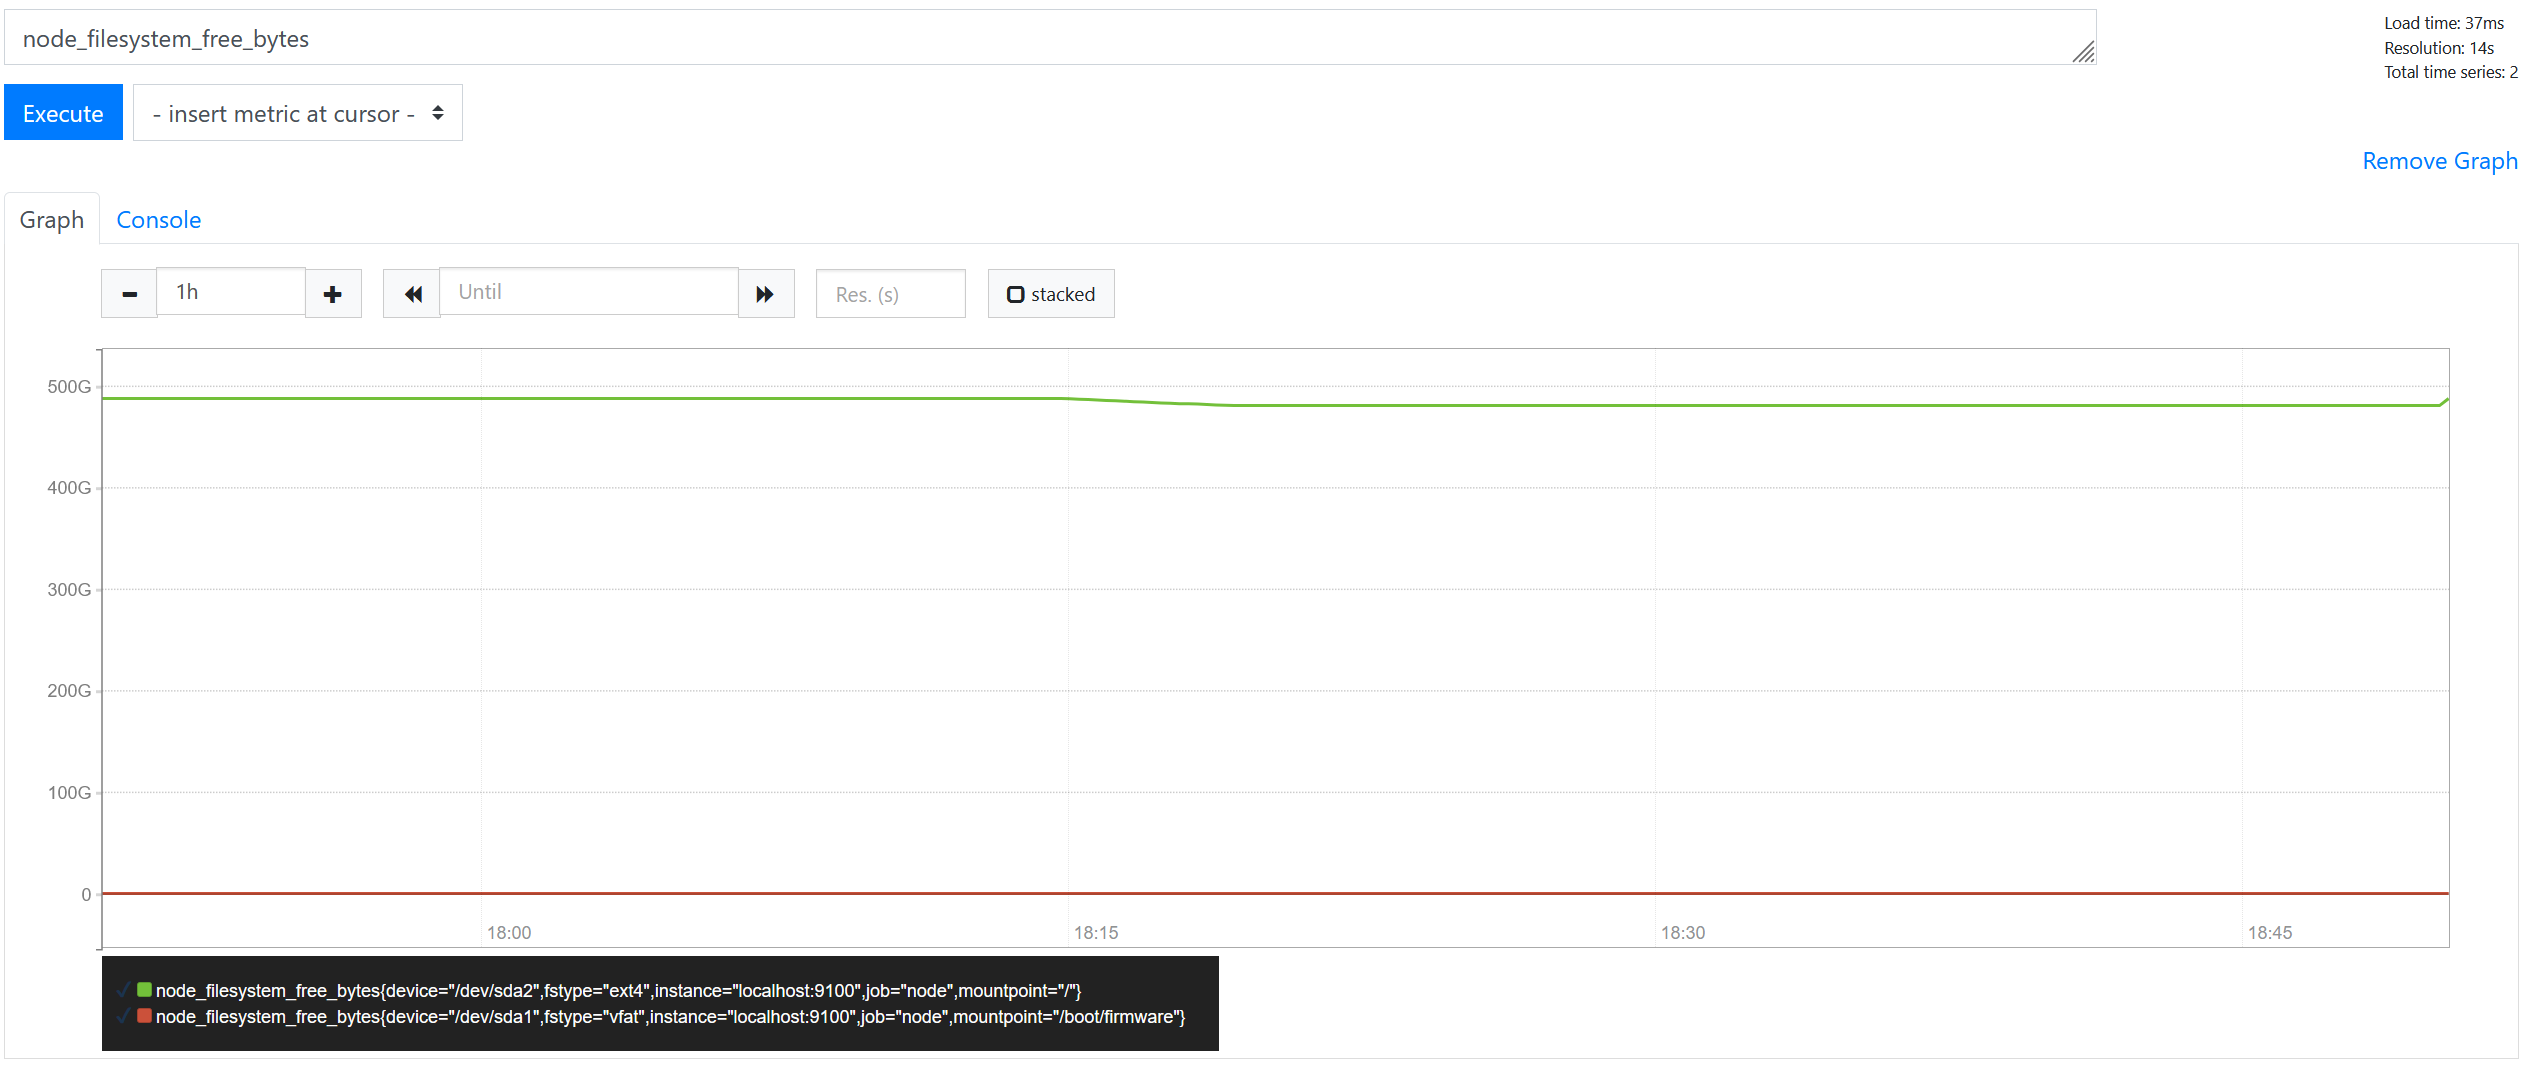 node_filesystem_free_bytes
Load time: 37ms
Resolution: 14s
Total time series: 2
Execute
- insert metric at cursor -
Remove Graph
Graph
Console
1h
Until
Res. (s)
stacked
500G
400G
300G
200G
100G
0
18:00
18:15
18:30
18:45
node_filesystem_free_bytes{device="/dev/sda2",fstype="ext4",instance="localhost:9100",job="node",mountpoint="/"}
node_filesystem_free_bytes{device="/dev/sda1",fstype="vfat",instance="localhost:9100",job="node",mountpoint="/boot/firmware"}